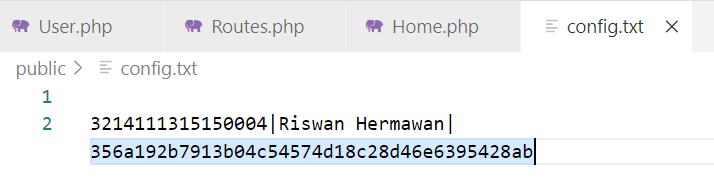 User.php Routes.php Home.php config.txt
public > config.txt
1
2 3214111315150004|Riswan Hermawan|
356a192b7913b04c54574d18c28d46e6395428ab